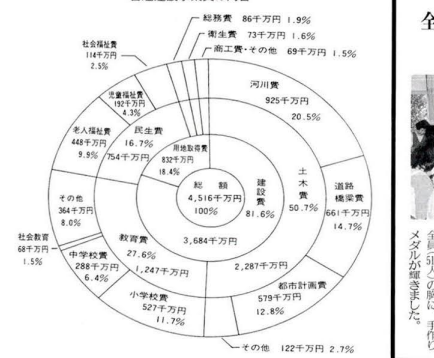 総務費 86千万円 1.9%
衛生費 73千万円 1.6%
商工費・その他 69千万円 1.5%
社会福祉費
114千万円
2.5%
児童福祉費
192千万円
4.3%
老人福祉費
448千万円
9.9%
民生費
16.7%
754千万円
用地取得費
832千万円
18.4%
河川費
925千万円
20.5%
総額
4,516千万円
100%
建設費
81.6%
3,684千万円
土木費
50.7%
2,287千万円
道路
橋梁費
661千万円
14.7%
その他
364千万円
8.0%
社会教育
68千万円
1.5%
中学校費
288千万円
6.4%
教育費
27.6%
1,247千万円
小学校費
527千万円
11.7%
都市計画費
579千万円
12.8%
その他 122千万円 2.7%
全
メダルが輝きました。